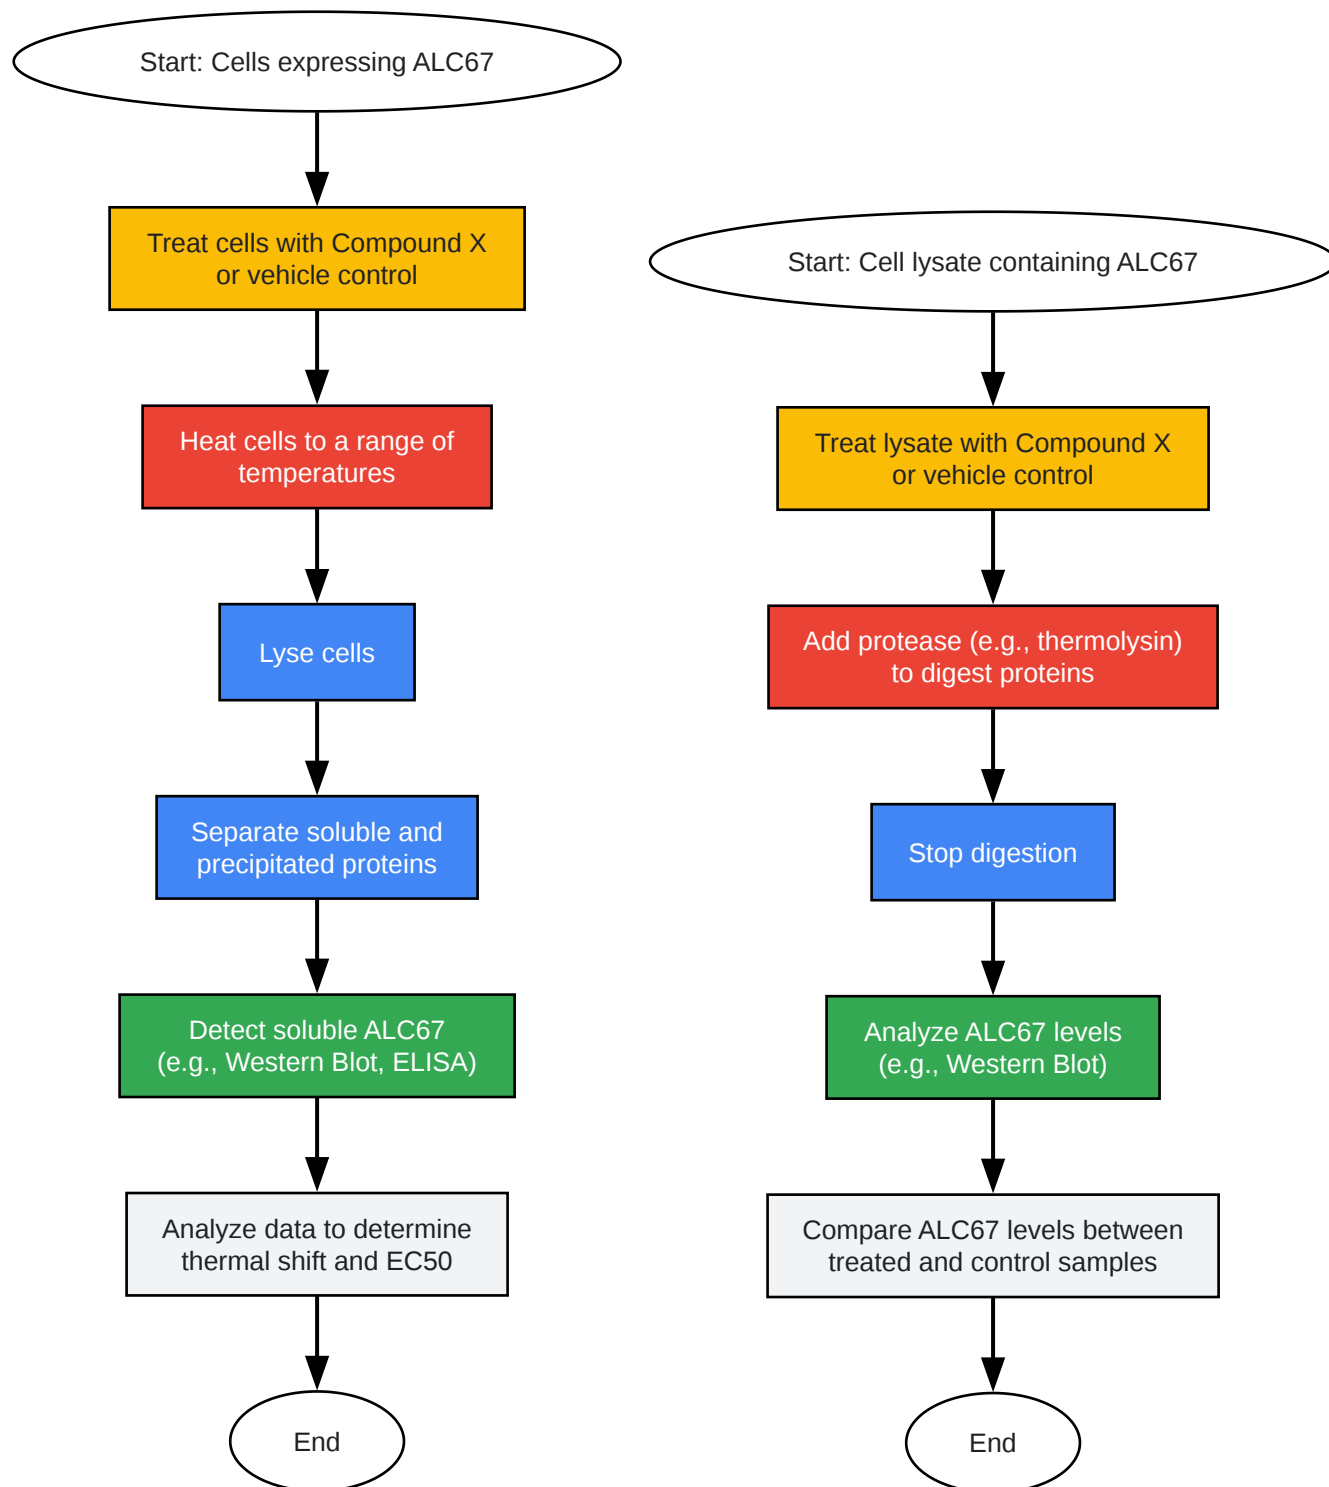 Start: Cells expressing ALC67
Treat cells with Compound X
or vehicle control
Heat cells to a range of
temperatures
Lyse cells
Separate soluble and
precipitated proteins
Detect soluble ALC67
(e.g., Western Blot, ELISA)
Analyze data to determine
thermal shift and EC50
End
Start: Cell lysate containing ALC67
Treat lysate with Compound X
or vehicle control
Add protease (e.g., thermolysin)
to digest proteins
Stop digestion
Analyze ALC67 levels
(e.g., Western Blot)
Compare ALC67 levels between
treated and control samples
End